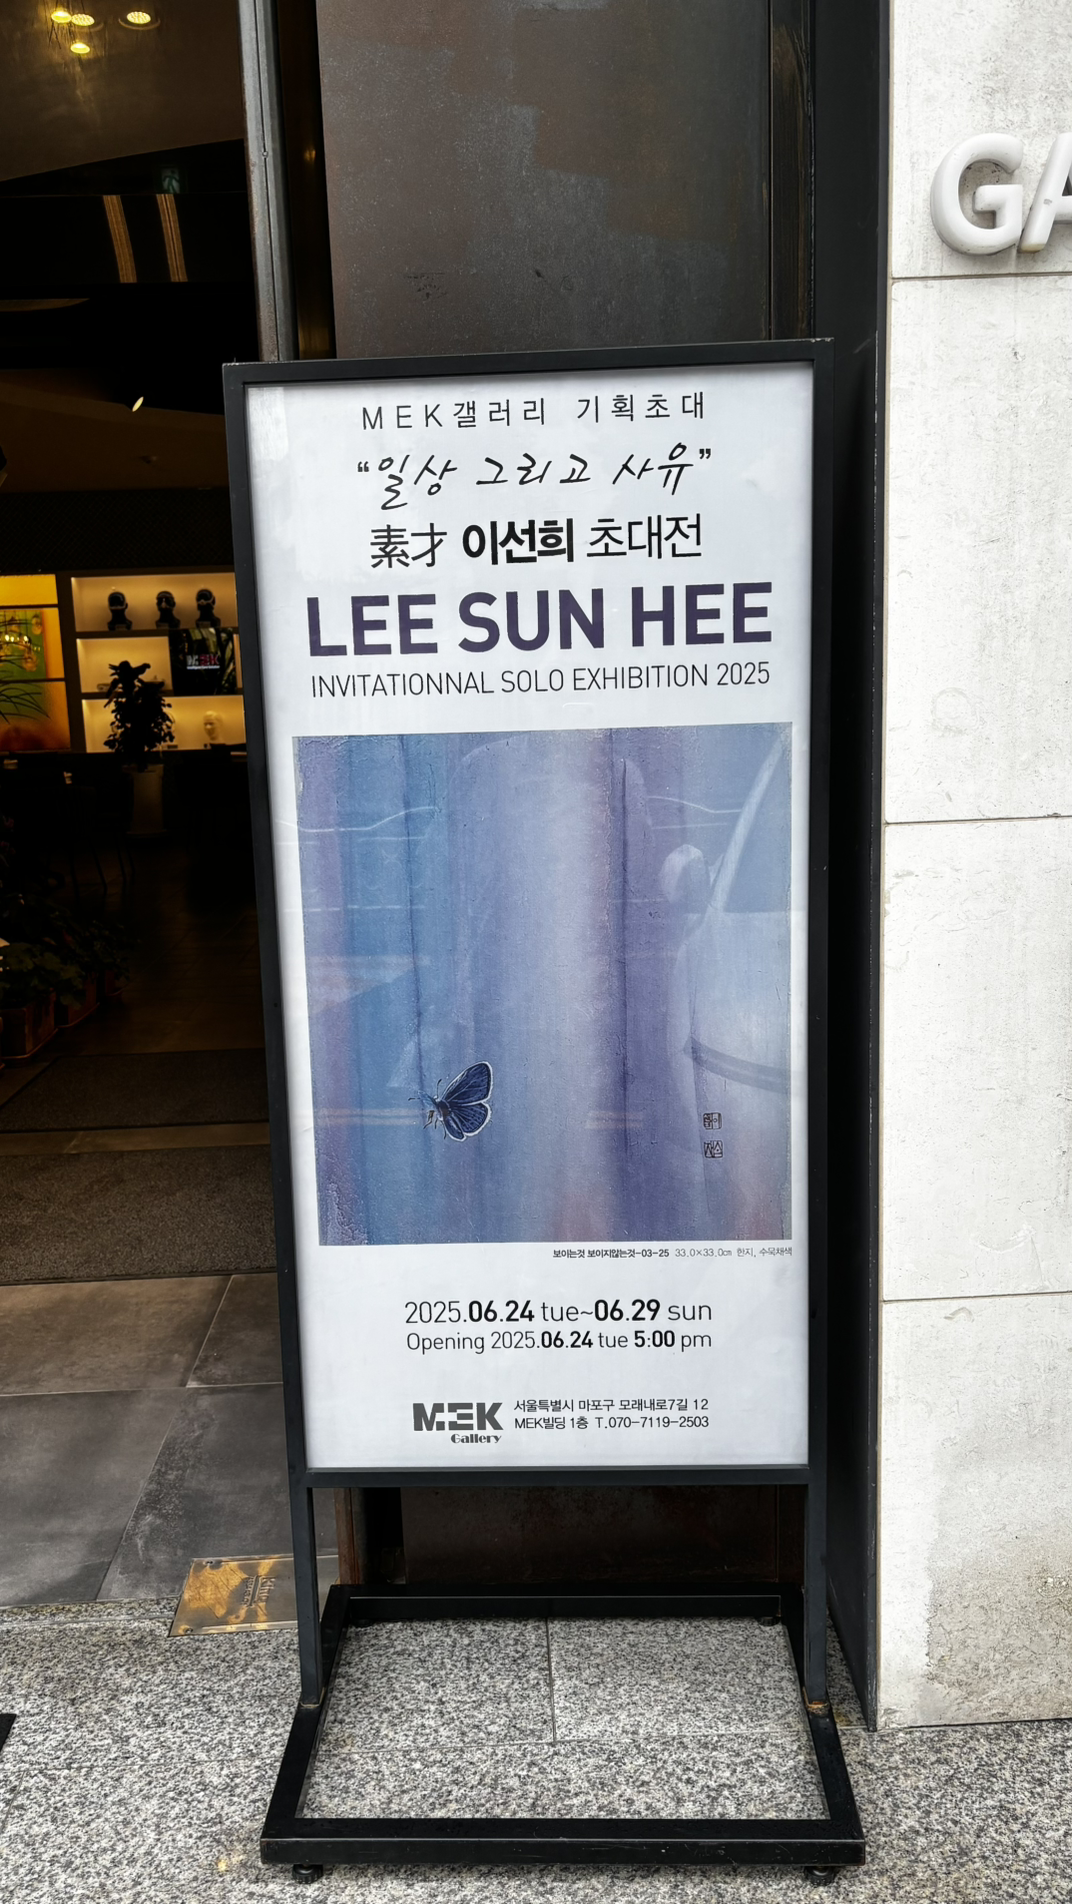 GA
MEK갤러리 기획초대
“일상 그리고 사유”
素才 이선희 초대전
LEE SUN HEE
INVITATIONNAL SOLO EXHIBITION 2025
보이는것 보이지않는것-03-25 33.0×33.0cm 한지, 수묵채색
2025.06.24 tue~06.29 sun
Opening 2025.06.24 tue 5:00 pm
MEK Gallery
서울특별시 마포구 모래내로7길 12
MEK빌딩 1층 T.070-7119-2503
MEK